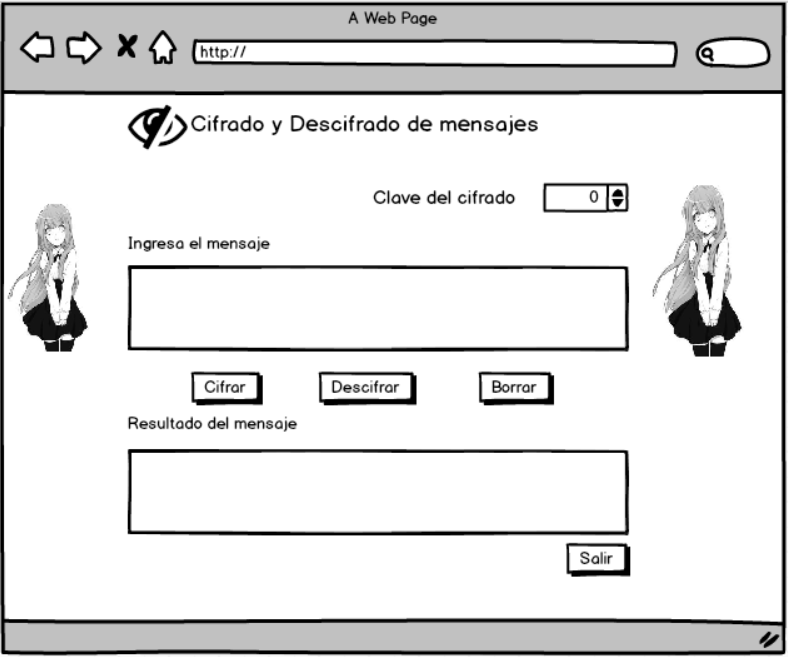 A Web Page
http://
Cifrado y Descifrado de mensajes
Clave del cifrado 0
Ingresa el mensaje
Cifrar Descifrar Borrar
Resultado del mensaje
Salir